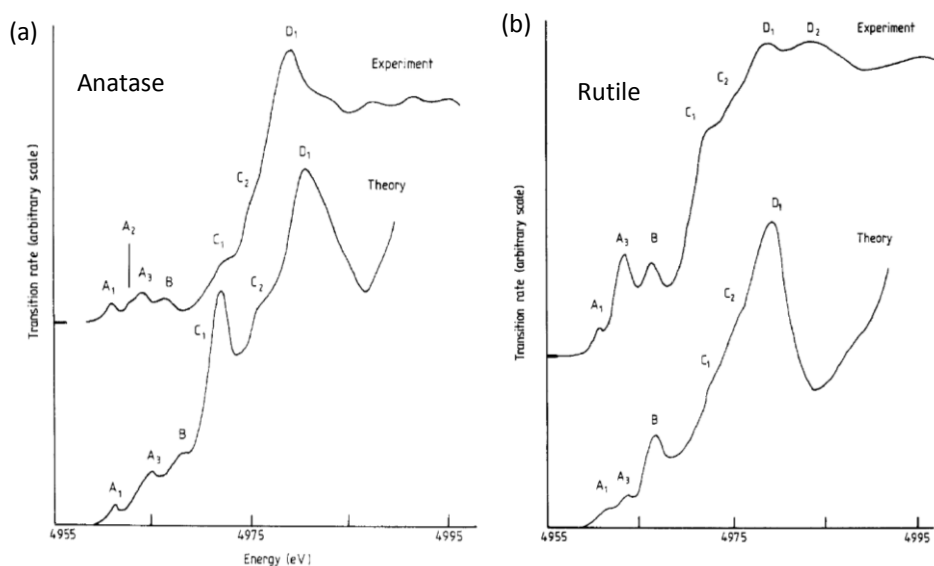 (a)
Anatase
D₁
Experiment
C₂
C₁
A₂
A₁
A₃
B
D₁
Theory
C₂
C₁
B
A₃
A₁
Transition rate (arbitrary scale)
4955
4975
4995
Energy (eV)
(b)
Rutile
D₁
D₂
Experiment
C₂
C₁
A₃
B
A₁
D₁
Theory
C₂
C₁
B
A₃
A₁
Transition rate (arbitrary scale)
4955
4975
4995